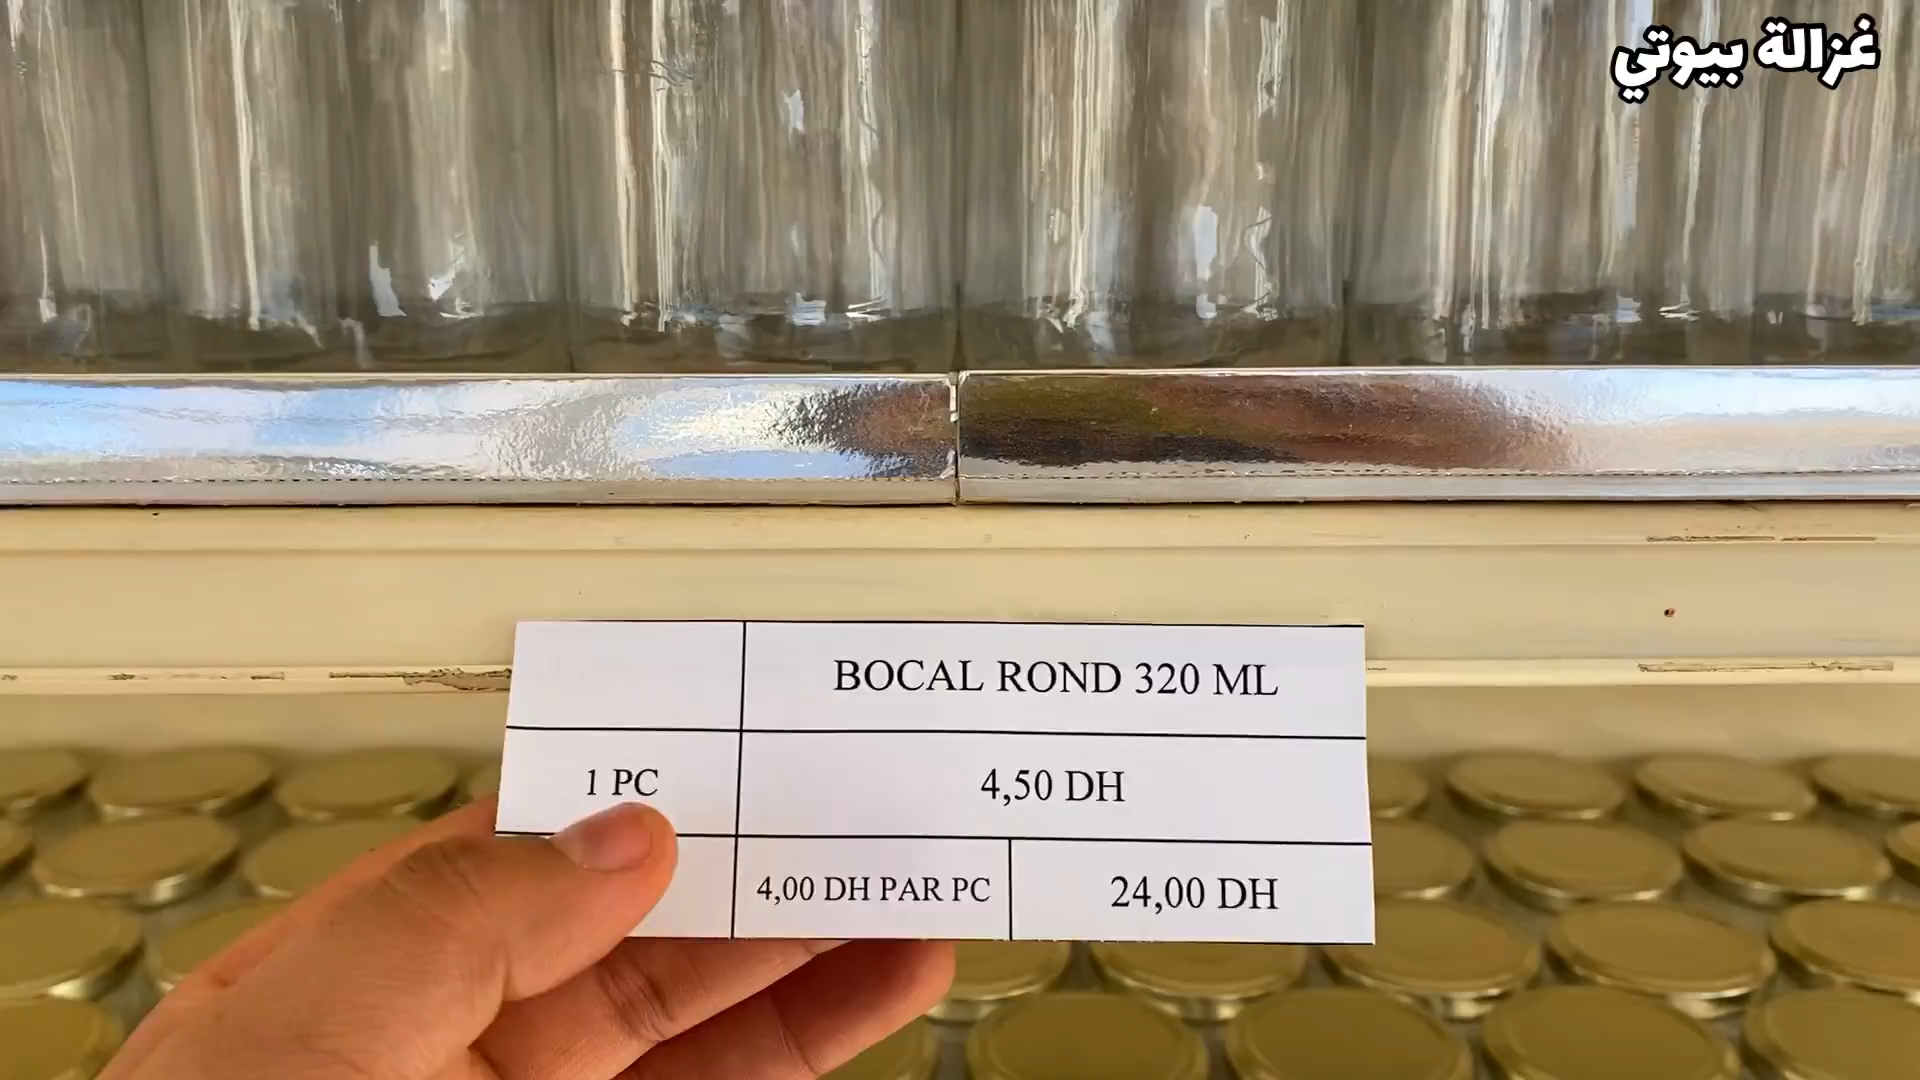 غزالة بيوتي
BOCAL ROND 320 ML
1 PC
4,50 DH
4,00 DH PAR PC
24,00 DH